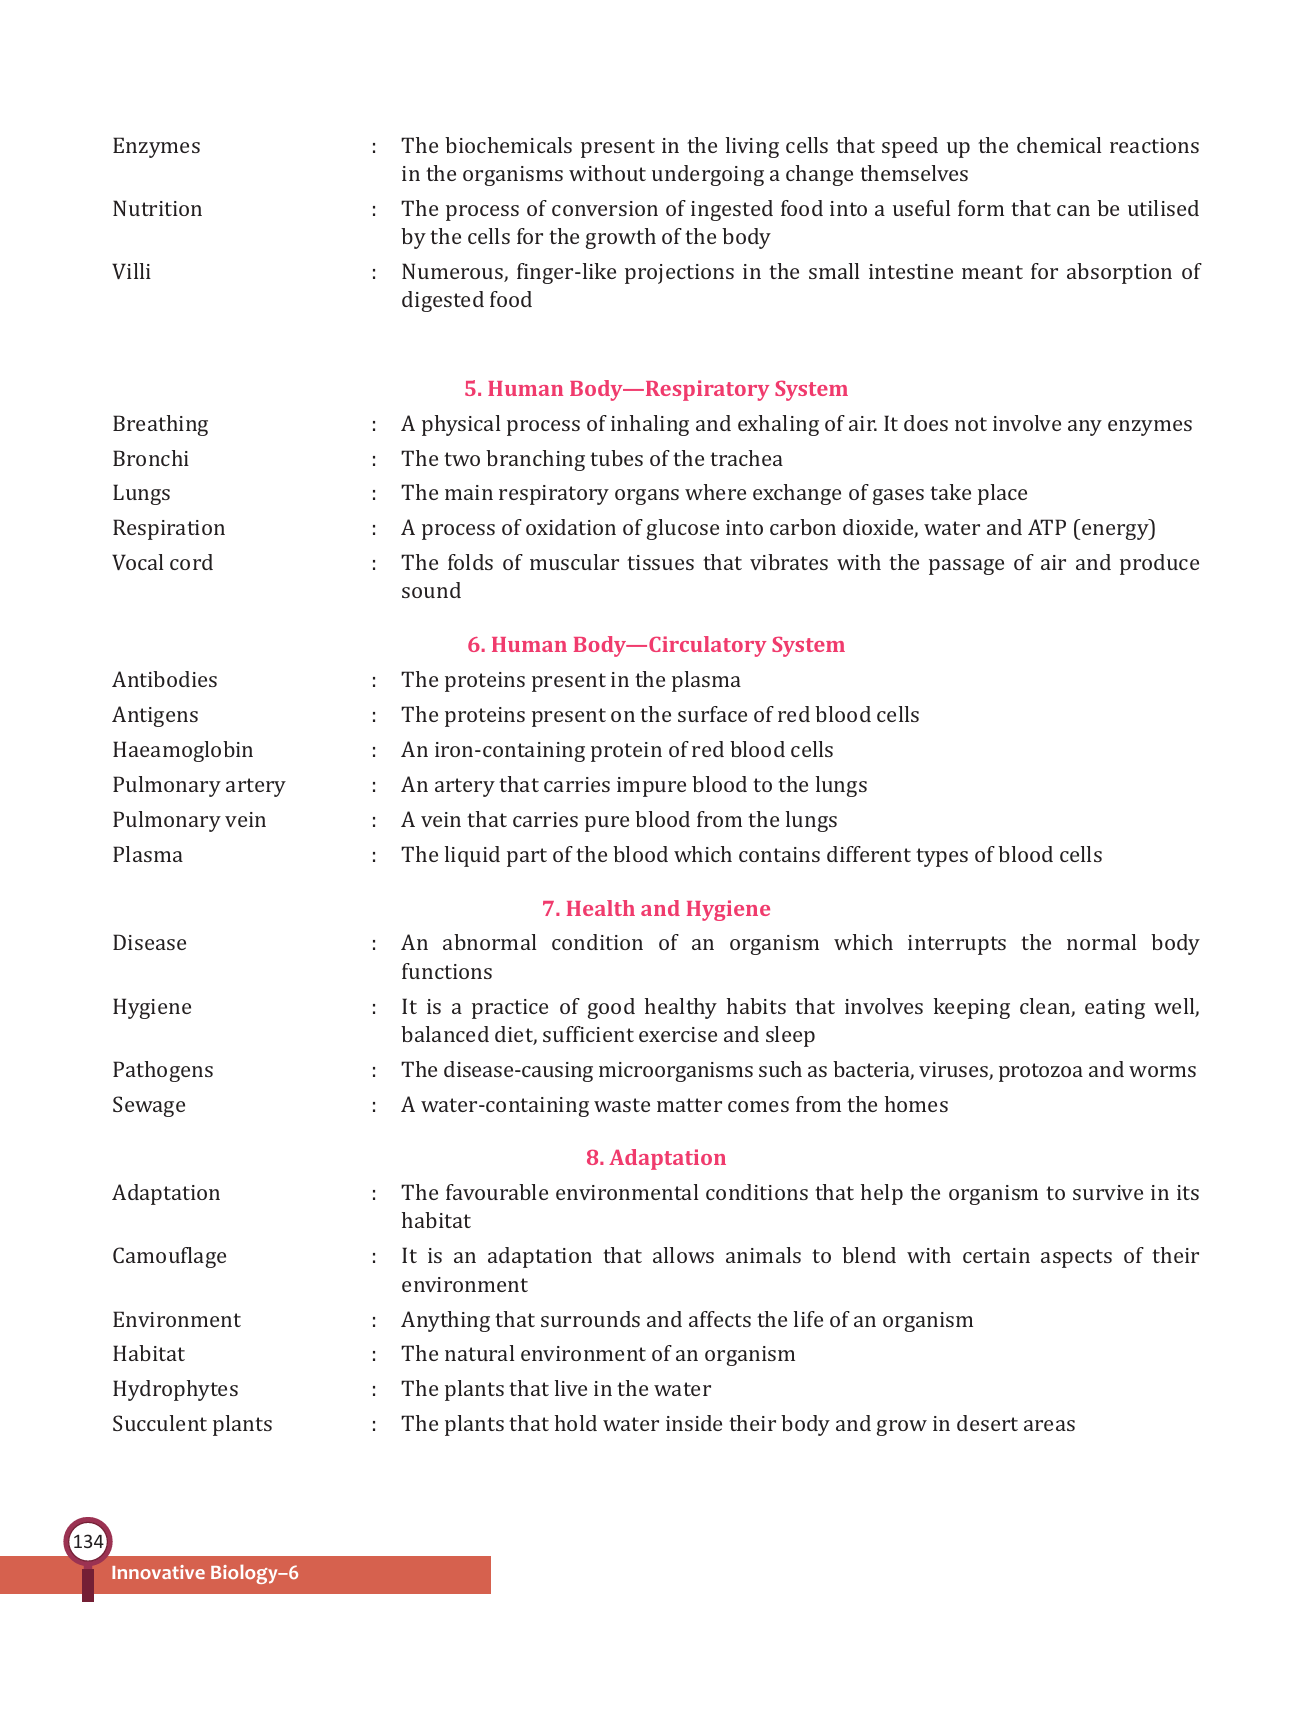 Enzymes : The biochemicals present in the living cells that speed up the chemical reactions
in the organisms without undergoing a change themselves
Nutrition : The process of conversion of ingested food into a useful form that can be utilised
by the cells for the growth of the body
Villi : Numerous, finger-like projections in the small intestine meant for absorption of
digested food
5. Human Body—Respiratory System
Breathing : A physical process of inhaling and exhaling of air. It does not involve any enzymes
Bronchi : The two branching tubes of the trachea
Lungs : The main respiratory organs where exchange of gases take place
Respiration : A process of oxidation of glucose into carbon dioxide, water and ATP (energy)
Vocal cord : The folds of muscular tissues that vibrates with the passage of air and produce
sound
6. Human Body—Circulatory System
Antibodies : The proteins present in the plasma
Antigens : The proteins present on the surface of red blood cells
Haeamoglobin : An iron-containing protein of red blood cells
Pulmonary artery : An artery that carries impure blood to the lungs
Pulmonary vein : A vein that carries pure blood from the lungs
Plasma : The liquid part of the blood which contains different types of blood cells
7. Health and Hygiene
Disease : An abnormal condition of an organism which interrupts the normal body
functions
Hygiene : It is a practice of good healthy habits that involves keeping clean, eating well,
balanced diet, sufficient exercise and sleep
Pathogens : The disease-causing microorganisms such as bacteria, viruses, protozoa and worms
Sewage : A water-containing waste matter comes from the homes
8. Adaptation
Adaptation : The favourable environmental conditions that help the organism to survive in its
habitat
Camouflage : It is an adaptation that allows animals to blend with certain aspects of their
environment
Environment : Anything that surrounds and affects the life of an organism
Habitat : The natural environment of an organism
Hydrophytes : The plants that live in the water
Succulent plants : The plants that hold water inside their body and grow in desert areas
134
Innovative Biology–6